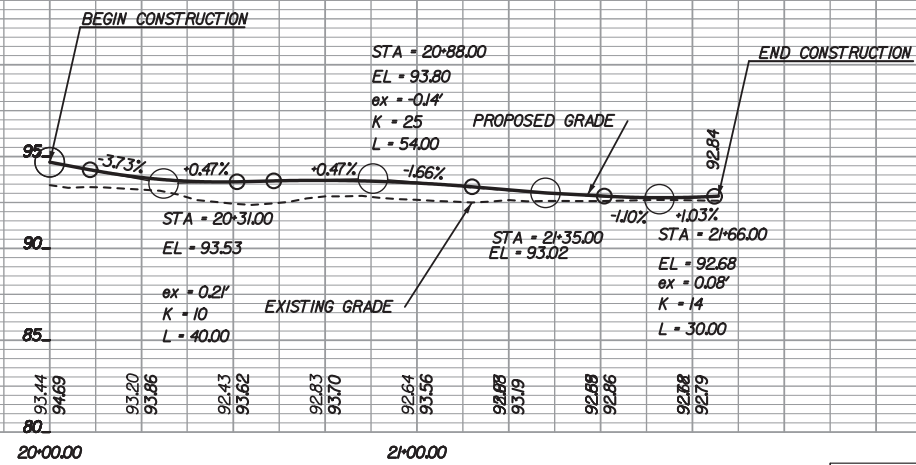 BEGIN CONSTRUCTION
STA = 20+88.00
EL = 93.80
ex = -0.14'
K = 25
L = 54.00
END CONSTRUCTION
PROPOSED GRADE
92.84
95
-3.73%
+0.47%
+0.47%
-1.66%
-1.10%
+1.03%
STA = 20+31.00
EL = 93.53
ex = 0.21'
K = 10
L = 40.00
STA = 21+35.00
EL = 93.02
STA = 21+66.00
EL = 92.68
ex = 0.08'
K = 14
L = 30.00
90
EXISTING GRADE
85
93.44
94.69
93.20
93.86
92.43
93.62
92.83
93.70
92.64
93.56
93.19
92.86
92.79
80
20+00.00
21+00.00